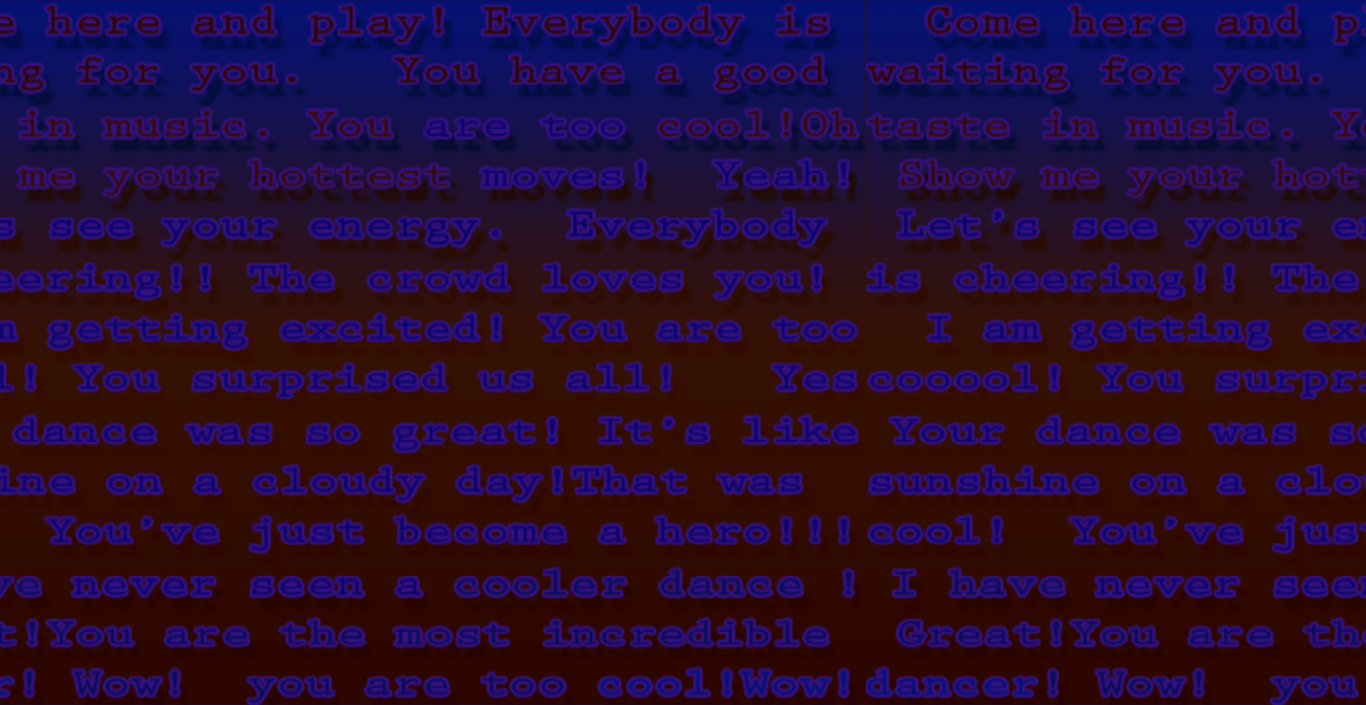 e here and play! Everybody is Come here and pl
ng for you. You have a good waiting for you.
in music. You are too cool!Oh taste in music. Y
me your hottest moves! Yeah! Show me your hot
s see your energy. Everybody Let's see your e
eering!! The crowd loves you! is cheering!! The
m getting excited! You are too I am getting ex
l! You surprised us all! Yes cooool! You surpr
dance was so great! It's like Your dance was s
ine on a cloudy day!That was sunshine on a clo
You've just become a hero!!! cool! You've jus
ve never seen a cooler dance ! I have never see
t!You are the most incredible Great!You are th
r! Wow! you are too cool!Wow! dancer! Wow! you